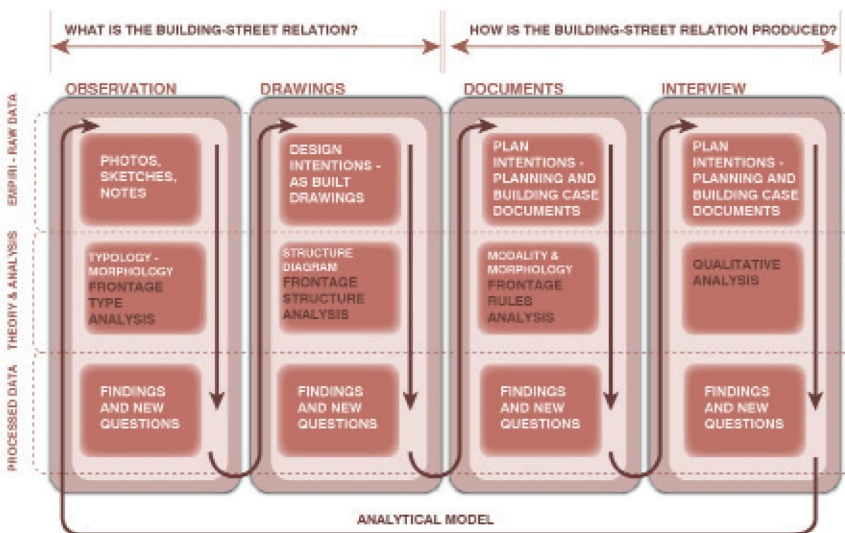 WHAT IS THE BUILDING-STREET RELATION?
HOW IS THE BUILDING-STREET RELATION PRODUCED?
OBSERVATION
DRAWINGS
DOCUMENTS
INTERVIEW
EMPIRI - RAW DATA
PHOTOS,
SKETCHES,
NOTES
DESIGN
INTENTIONS -
AS BUILT
DRAWINGS
PLAN
INTENTIONS -
PLANNING AND
BUILDING CASE
DOCUMENTS
PLAN
INTENTIONS -
PLANNING AND
BUILDING CASE
DOCUMENTS
THEORY & ANALYSIS
TYPOLOGY -
MORPHOLOGY
FRONTAGE
TYPE
ANALYSIS
STRUCTURE
DIAGRAM
FRONTAGE
STRUCTURE
ANALYSIS
MODALITY &
MORPHOLOGY
FRONTAGE
RULES
ANALYSIS
QUALITATIVE
ANALYSIS
PROCESSED DATA
FINDINGS
AND NEW
QUESTIONS
FINDINGS
AND NEW
QUESTIONS
FINDINGS
AND NEW
QUESTIONS
FINDINGS
AND NEW
QUESTIONS
ANALYTICAL MODEL